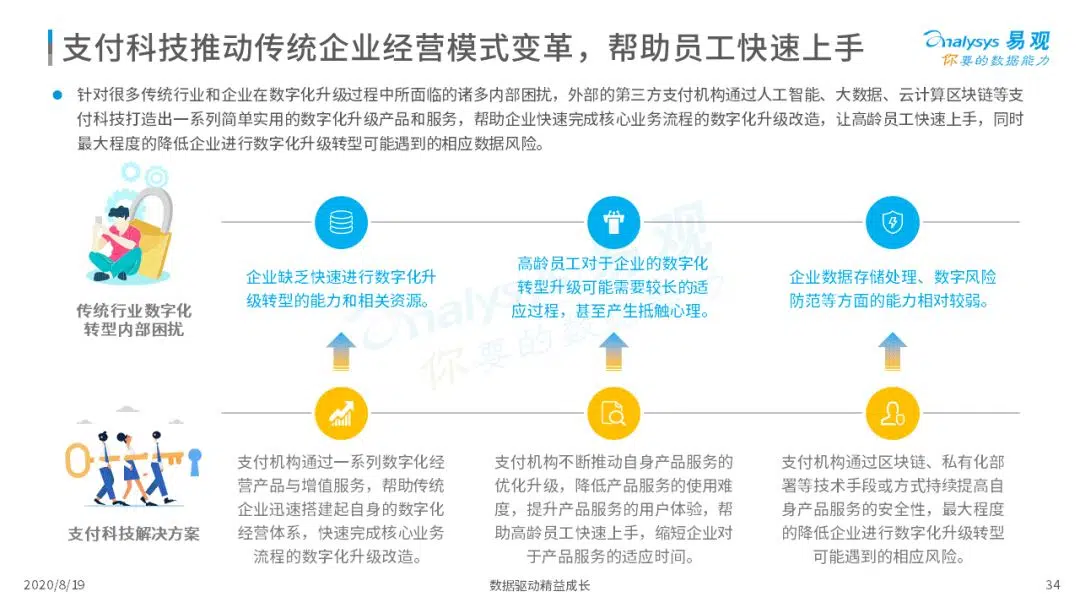 支付科技推动传统企业经营模式变革，帮助员工快速上手
analysys 易观
你要的数据能力
针对很多传统行业和企业在数字化升级过程中所面临的诸多内部困扰，外部的第三方支付机构通过人工智能、大数据、云计算区块链等支
付科技打造出一系列简单实用的数字化升级产品和服务，帮助企业快速完成核心业务流程的数字化升级改造，让高龄员工快速上手，同时
最大程度的降低企业进行数字化升级转型可能遇到的相应数据风险。
传统行业数字化
转型内部困扰
企业缺乏快速进行数字化升
级转型的能力和相关资源。
高龄员工对于企业的数字化
转型升级可能需要较长的适
应过程，甚至产生抵触心理。
企业数据存储处理、数字风险
防范等方面的能力相对较弱。
analysys 易观
你要的数据能力
支付科技解决方案
支付机构通过一系列数字化经
营产品与增值服务，帮助传统
企业迅速搭建起自身的数字化
经营体系，快速完成核心业务
流程的数字化升级改造。
支付机构不断推动自身产品服务的
优化升级，降低产品服务的使用难
度，提升产品服务的用户体验，帮
助高龄员工快速上手，缩短企业对
于产品服务的适应时间。
支付机构通过区块链、私有化部
署等技术手段或方式持续提高自
身产品服务的安全性，最大程度
的降低企业进行数字化升级转型
可能遇到的相应风险。
2020/8/19
数据驱动精益成长
34